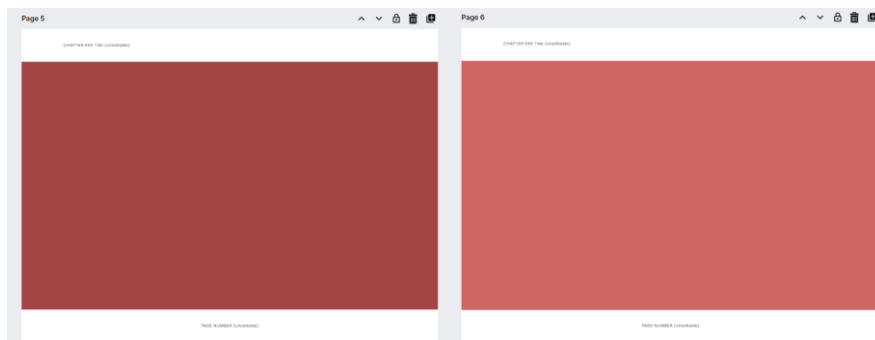 Page 5
CHAPTER XXX Title (Uneditable)
PAGE NUMBER (Uneditable)
Page 6
CHAPTER XXX Title (Uneditable)
PAGE NUMBER (Uneditable)